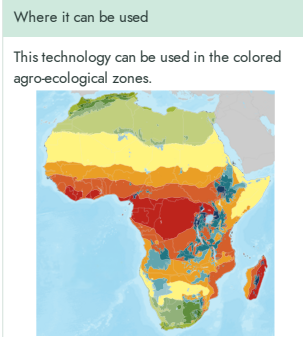 Where it can be used
This technology can be used in the colored
agro-ecological zones.